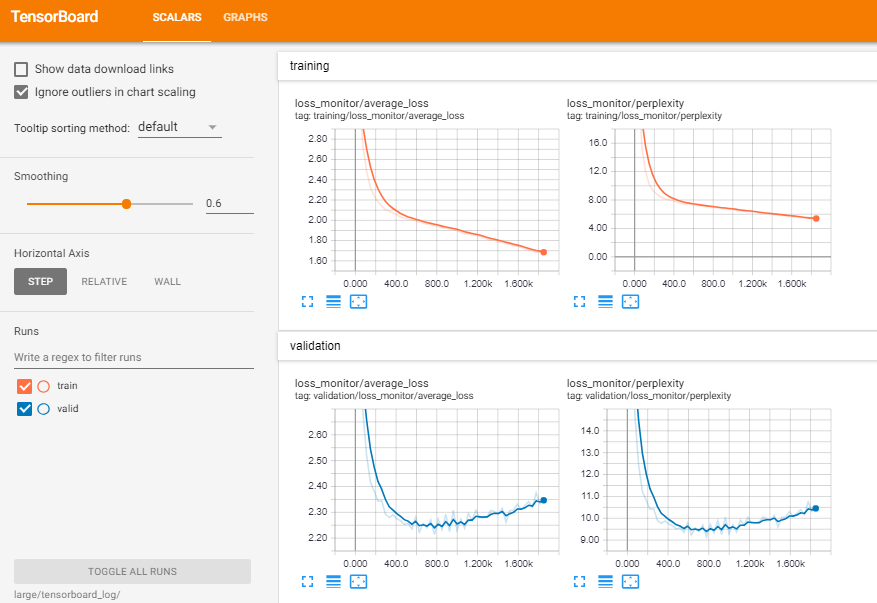 TensorBoard SCALARS GRAPHS
Show data download links
Ignore outliers in chart scaling
Tooltip sorting method: default
Smoothing
0.6
Horizontal Axis
STEP RELATIVE WALL
Runs
Write a regex to filter runs
train
valid
TOGGLE ALL RUNS
large/tensorboard_log/
training
loss_monitor/average_loss
tag: training/loss_monitor/average_loss
2.80
2.60
2.40
2.20
2.00
1.80
1.60
0.000 400.0 800.0 1.200k 1.600k
loss_monitor/perplexity
tag: training/loss_monitor/perplexity
16.0
12.0
8.00
4.00
0.00
0.000 400.0 800.0 1.200k 1.600k
validation
loss_monitor/average_loss
tag: validation/loss_monitor/average_loss
2.60
2.50
2.40
2.30
2.20
0.000 400.0 800.0 1.200k 1.600k
loss_monitor/perplexity
tag: validation/loss_monitor/perplexity
14.0
13.0
12.0
11.0
10.0
9.00
0.000 400.0 800.0 1.200k 1.600k